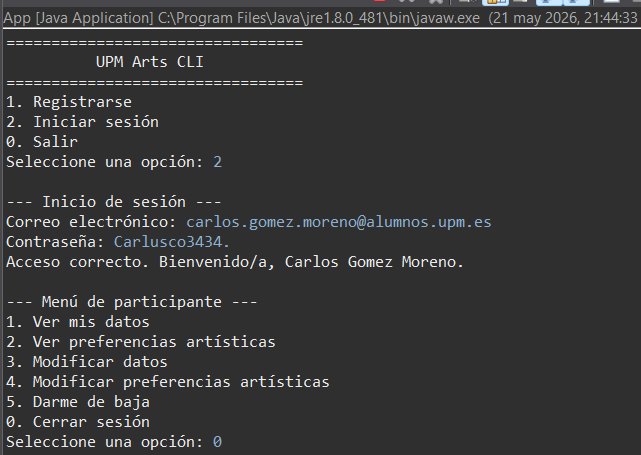 App [Java Application] C:\Program Files\Java\jre1.8.0_481\bin\javaw.exe (21 may 2026, 21:44:33
=================================
UPM Arts CLI
=================================
1. Registrarse
2. Iniciar sesión
0. Salir
Seleccione una opción: 2

--- Inicio de sesión ---
Correo electrónico: carlos.gomez.moreno@alumnos.upm.es
Contraseña: Carlusco3434.
Acceso correcto. Bienvenido/a, Carlos Gomez Moreno.

--- Menú de participante ---
1. Ver mis datos
2. Ver preferencias artísticas
3. Modificar datos
4. Modificar preferencias artísticas
5. Darme de baja
0. Cerrar sesión
Seleccione una opción: 0